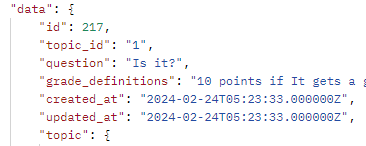 "data": {
"id": 217,
"topic_id": "1",
"question": "Is it?",
"grade_definitions": "10 points if It gets a
"created_at": "2024-02-24T05:23:33.000000Z",
"updated_at": "2024-02-24T05:23:33.000000Z",
"topic": {